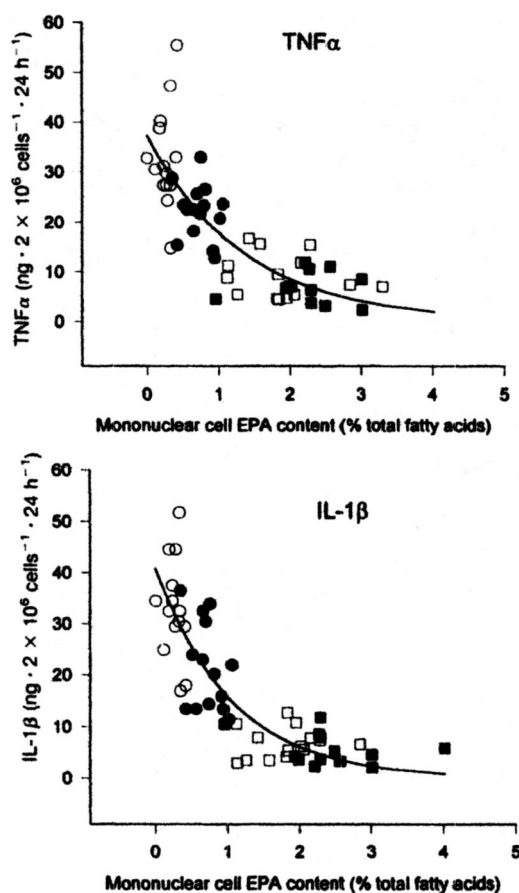 TNFα
60
50
40
30
20
10
0
TNFα (ng · 2 × 10⁶ cells⁻¹ · 24 h⁻¹)
0 1 2 3 4 5
Mononuclear cell EPA content (% total fatty acids)
IL-1β
60
50
40
30
20
10
0
IL-1β (ng · 2 × 10⁶ cells⁻¹ · 24 h⁻¹)
0 1 2 3 4 5
Mononuclear cell EPA content (% total fatty acids)